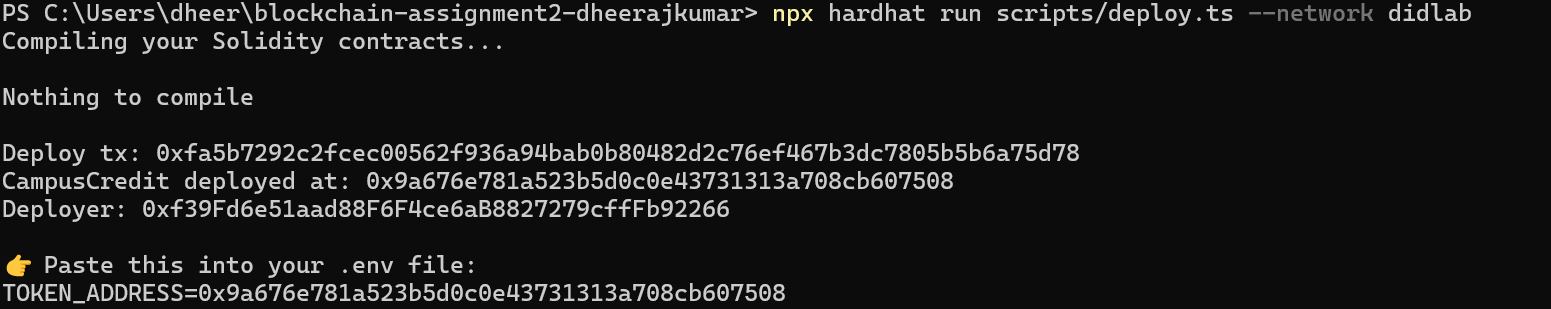 PS C:\Users\dheer\blockchain-assignment2-dheerajkumar> npx hardhat run scripts/deploy.ts --network didlab
Compiling your Solidity contracts...
Nothing to compile
Deploy tx: 0xfa5b7292c2fcec00562f936a94bab0b80482d2c76ef467b3dc7805b5b6a75d78
CampusCredit deployed at: 0x9a676e781a523b5d0c0e43731313a708cb607508
Deployer: 0xf39Fd6e51aad88F6F4ce6aB8827279cffFb92266
👉 Paste this into your .env file:
TOKEN_ADDRESS=0x9a676e781a523b5d0c0e43731313a708cb607508